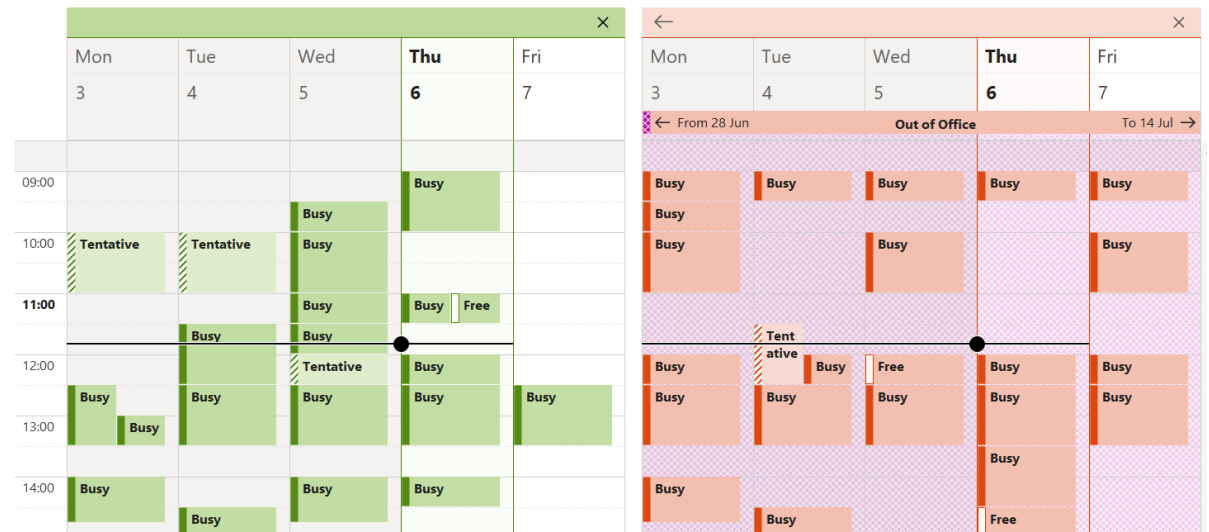 Mon Tue Wed Thu Fri
3 4 5 6 7
09:00
10:00
11:00
12:00
13:00
14:00
Busy
Busy
Tentative Tentative Busy
Busy Busy Free
Busy Busy
Tentative Busy
Busy Busy Busy Busy Busy
Busy
Busy Busy Busy
Busy
Mon Tue Wed Thu Fri
3 4 5 6 7
From 28 Jun Out of Office To 14 Jul
Busy Busy Busy Busy Busy
Busy
Busy Busy Busy
Tent
ative
Busy Busy Free Busy Busy
Busy Busy Busy Busy
Busy
Busy
Busy Free